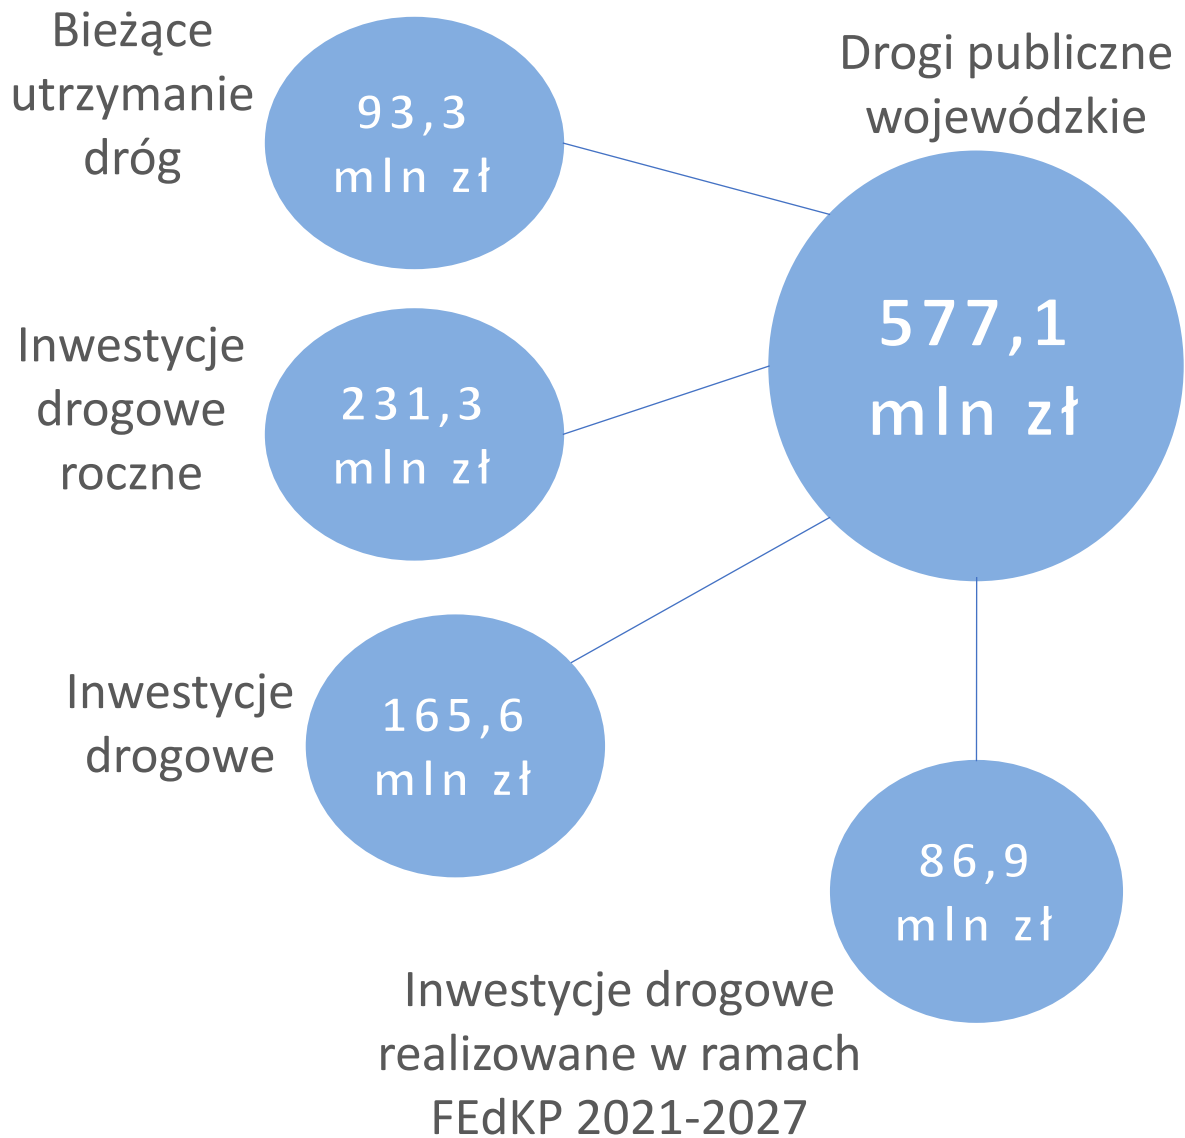 Bieżące
utrzymanie
dróg
93,3
mln zł
Drogi publiczne
wojewódzkie
577,1
mln zł
Inwestycje
drogowe
roczne
231,3
mln zł
Inwestycje
drogowe
165,6
mln zł
86,9
mln zł
Inwestycje drogowe
realizowane w ramach
FEdKP 2021-2027